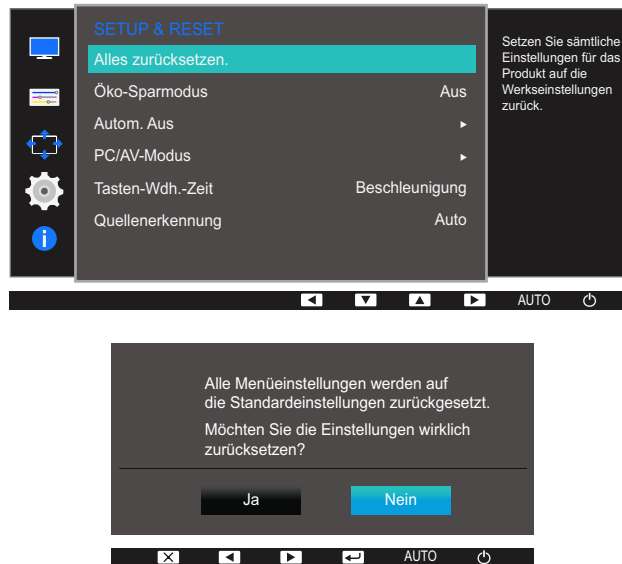 SETUP & RESET
Alles zurücksetzen.
Öko-Sparmodus Aus
Autom. Aus
PC/AV-Modus
Tasten-Wdh.-Zeit Beschleunigung
Quellenerkennung Auto
Setzen Sie sämtliche
Einstellungen für das
Produkt auf die
Werkseinstellungen
zurück.
AUTO
Alle Menüeinstellungen werden auf
die Standardeinstellungen zurückgesetzt.
Möchten Sie die Einstellungen wirklich
zurücksetzen?
Ja Nein
AUTO